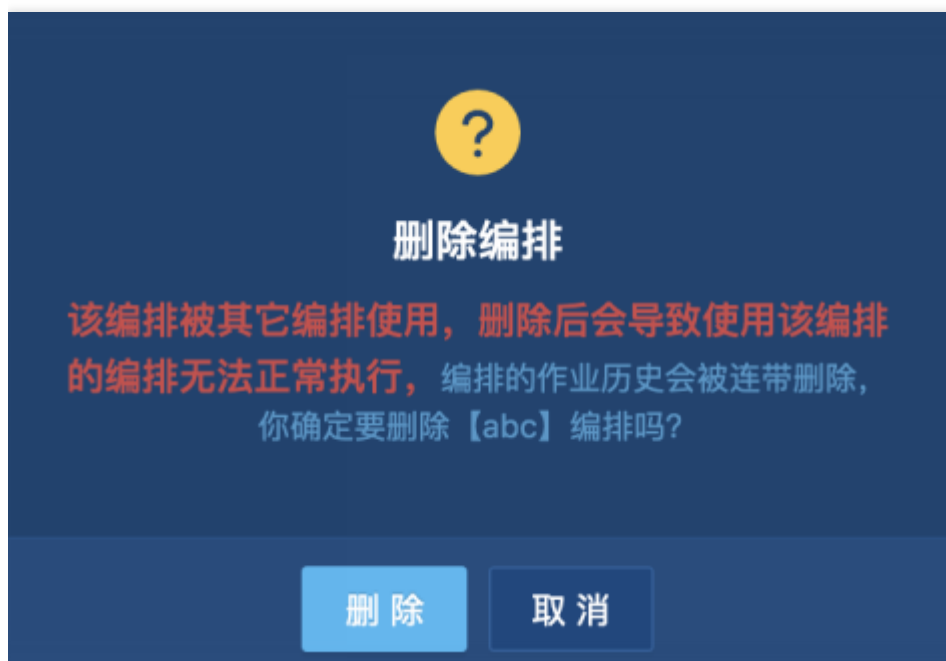 ?
删除编排
该编排被其它编排使用，删除后会导致使用该编排
的编排无法正常执行，编排的作业历史会被连带删除，
你确定要删除【abc】编排吗？
删 除
取 消